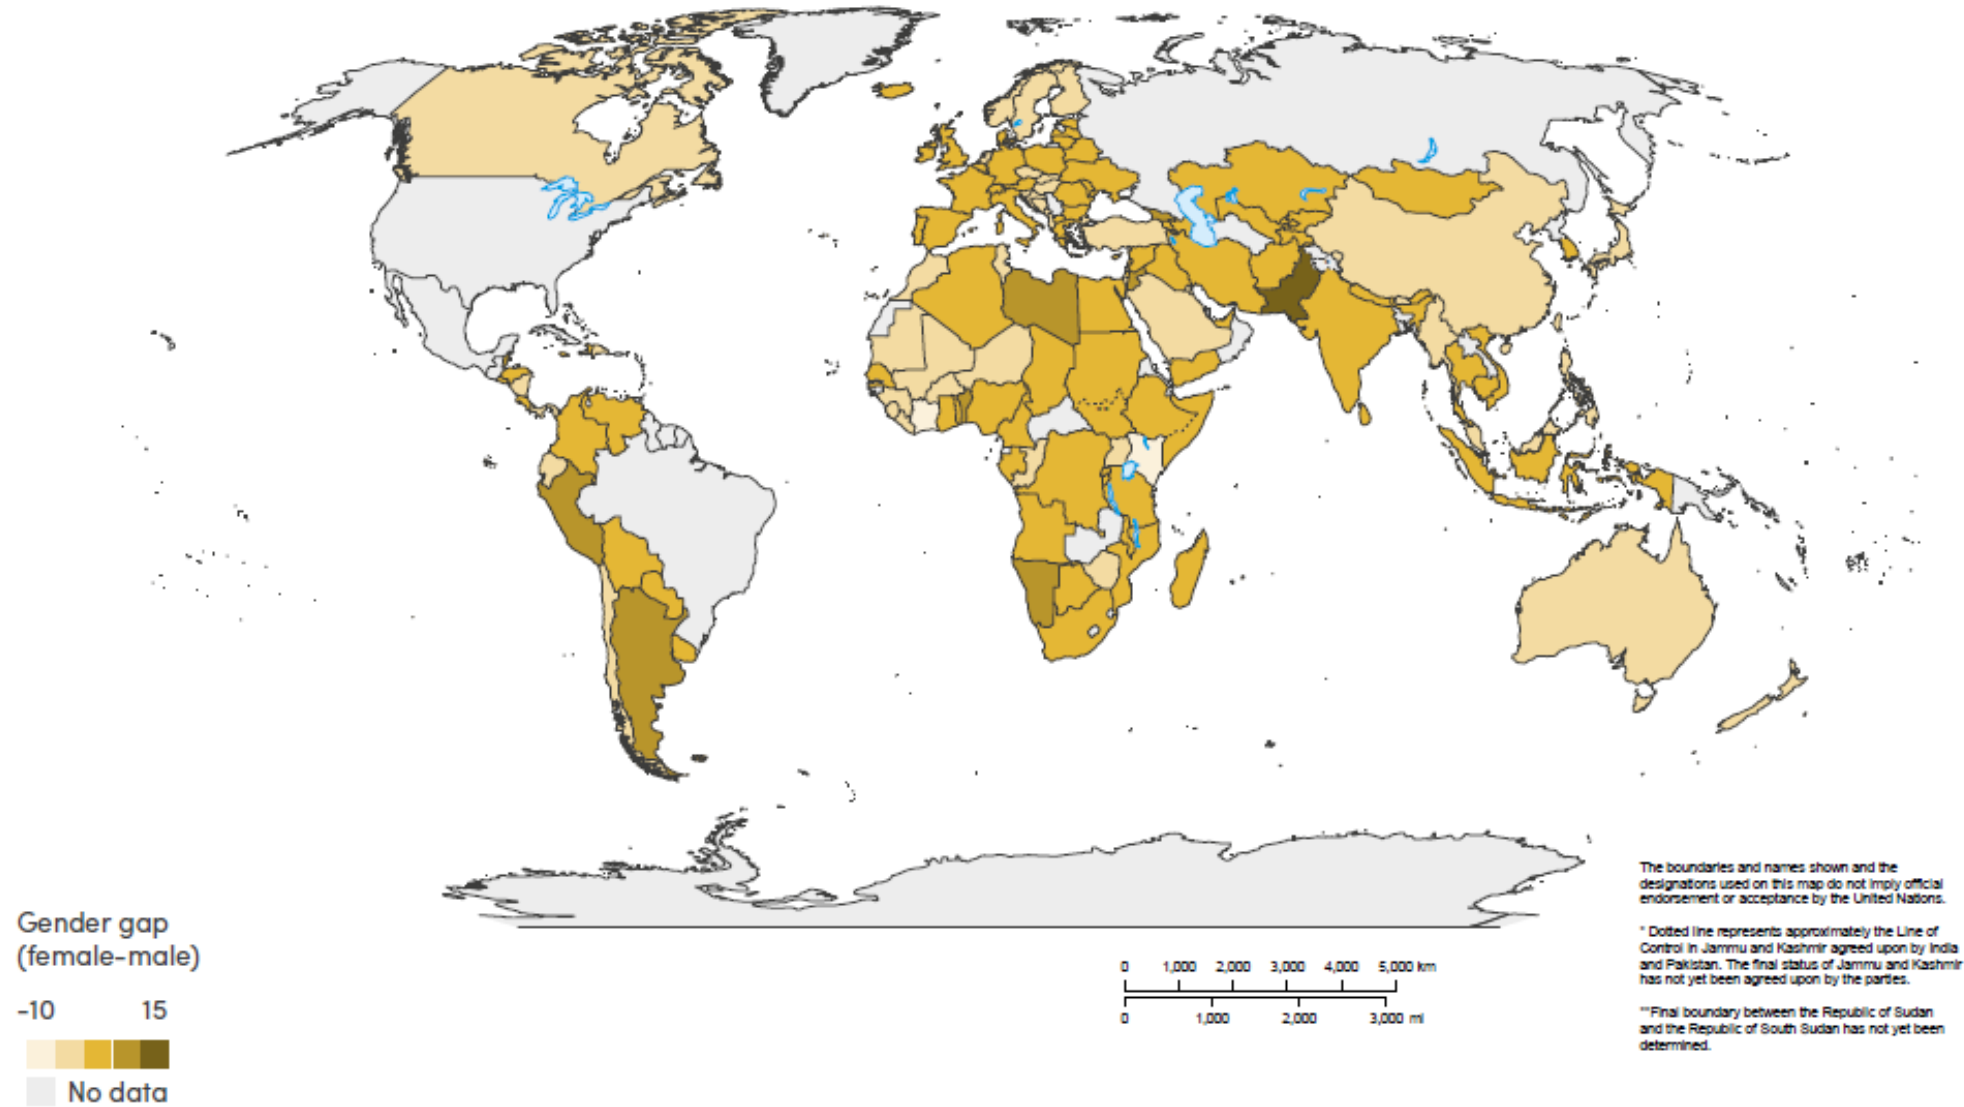 Gender gap
(female-male)
-10 15
No data
0 1,000 2,000 3,000 4,000 5,000 km
0 1,000 2,000 3,000 mi
The boundaries and names shown and the
designations used on this map do not imply official
endorsement or acceptance by the United Nations.
* Dotted line represents approximately the Line of
Control in Jammu and Kashmir agreed upon by India
and Pakistan. The final status of Jammu and Kashmir
has not yet been agreed upon by the parties.
**Final boundary between the Republic of Sudan
and the Republic of South Sudan has not yet been
determined.